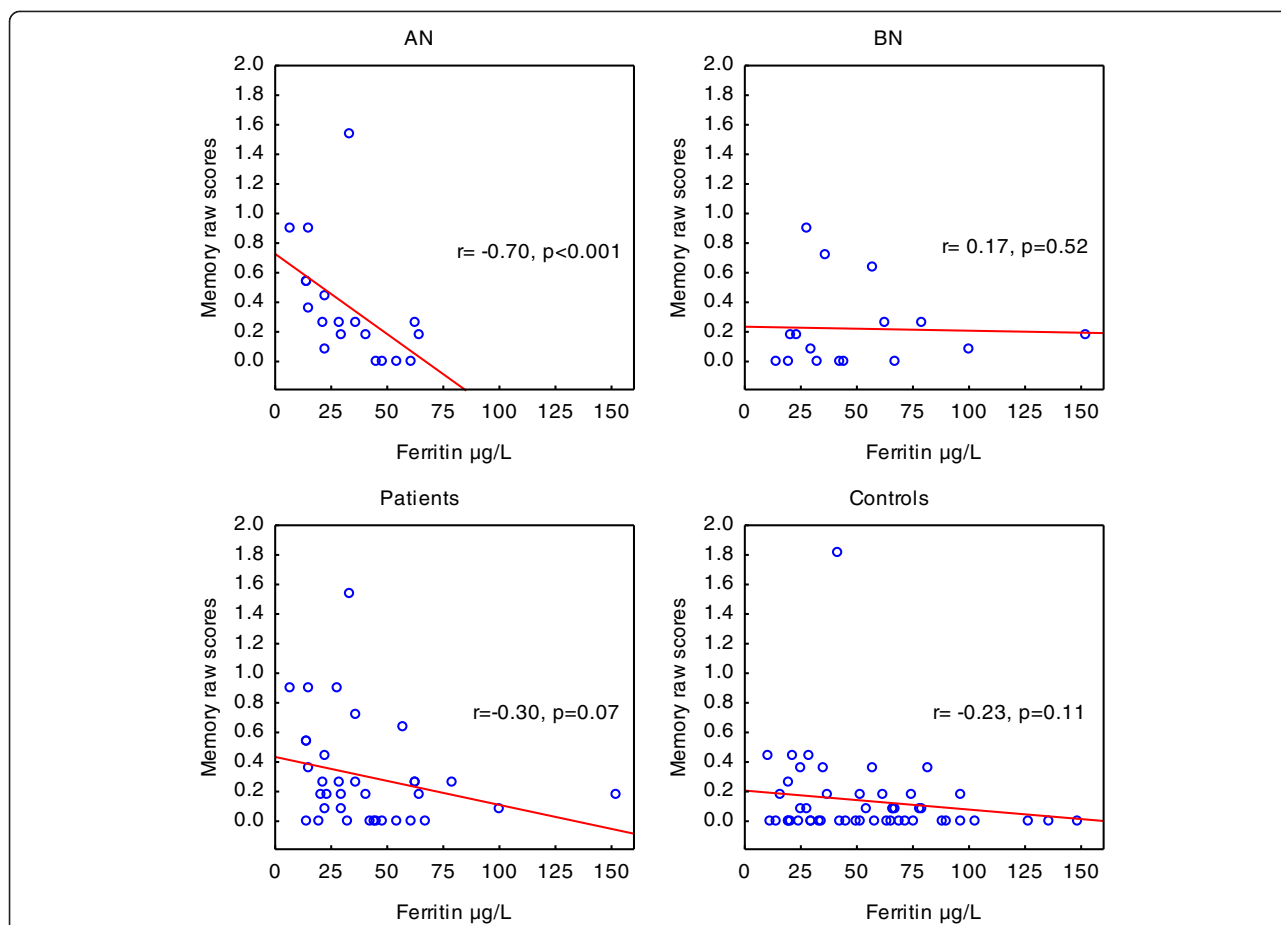 AN
2.0
1.8
1.6
1.4
1.2
1.0
0.8
0.6
0.4
0.2
0.0
Memory raw scores
r= -0.70, p<0.001
0 25 50 75 100 125 150
Ferritin µg/L
BN
2.0
1.8
1.6
1.4
1.2
1.0
0.8
0.6
0.4
0.2
0.0
Memory raw scores
r= 0.17, p=0.52
0 25 50 75 100 125 150
Ferritin µg/L
Patients
2.0
1.8
1.6
1.4
1.2
1.0
0.8
0.6
0.4
0.2
0.0
Memory raw scores
r=-0.30, p=0.07
0 25 50 75 100 125 150
Ferritin µg/L
Controls
2.0
1.8
1.6
1.4
1.2
1.0
0.8
0.6
0.4
0.2
0.0
Memory raw scores
r= -0.23, p=0.11
0 25 50 75 100 125 150
Ferritin µg/L